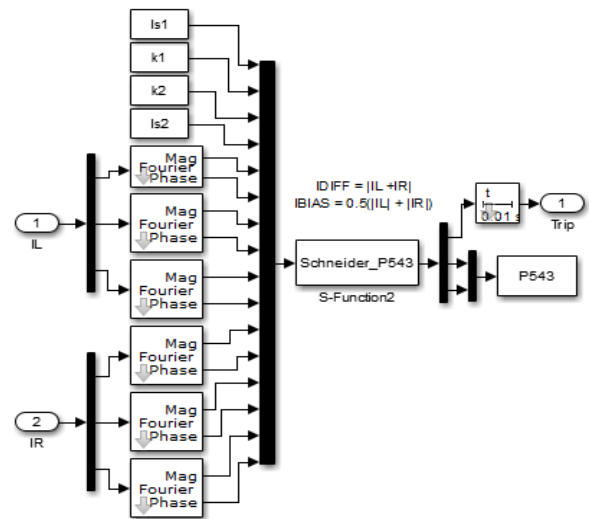 Is1
k1
k2
Is2
Mag
Fourier
Phase
Mag
Fourier
Phase
Mag
Fourier
Phase
1
IL
Mag
Fourier
Phase
Mag
Fourier
Phase
Mag
Fourier
Phase
2
IR
IDIFF = |IL +IR|
IBIAS = 0.5(|IL| + |IR|)
Schneider_P543
S-Function2
t
0.01 s
1
Trip
P543